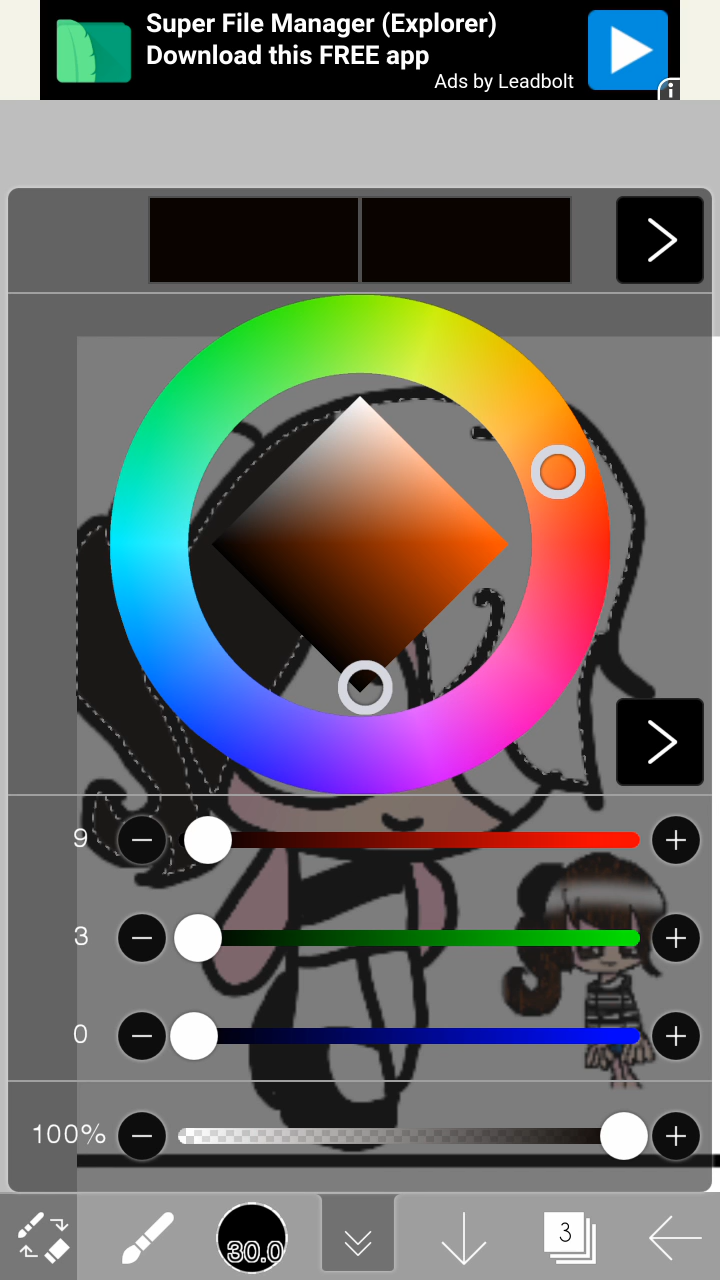 Super File Manager (Explorer)
Download this FREE app
Ads by Leadbolt
i
9
3
0
100%
30.0
3